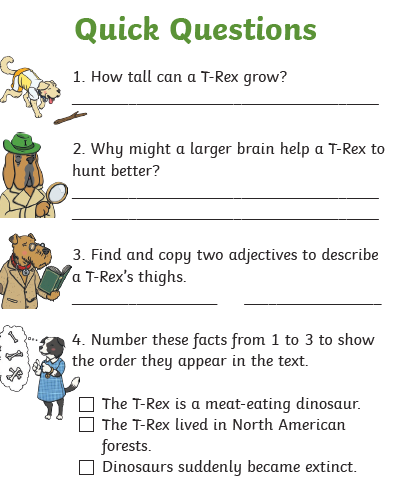 Quick Questions
1. How tall can a T-Rex grow?
2. Why might a larger brain help a T-Rex to
hunt better?
3. Find and copy two adjectives to describe
a T-Rex's thighs.
4. Number these facts from 1 to 3 to show
the order they appear in the text.
The T-Rex is a meat-eating dinosaur.
The T-Rex lived in North American
forests.
Dinosaurs suddenly became extinct.